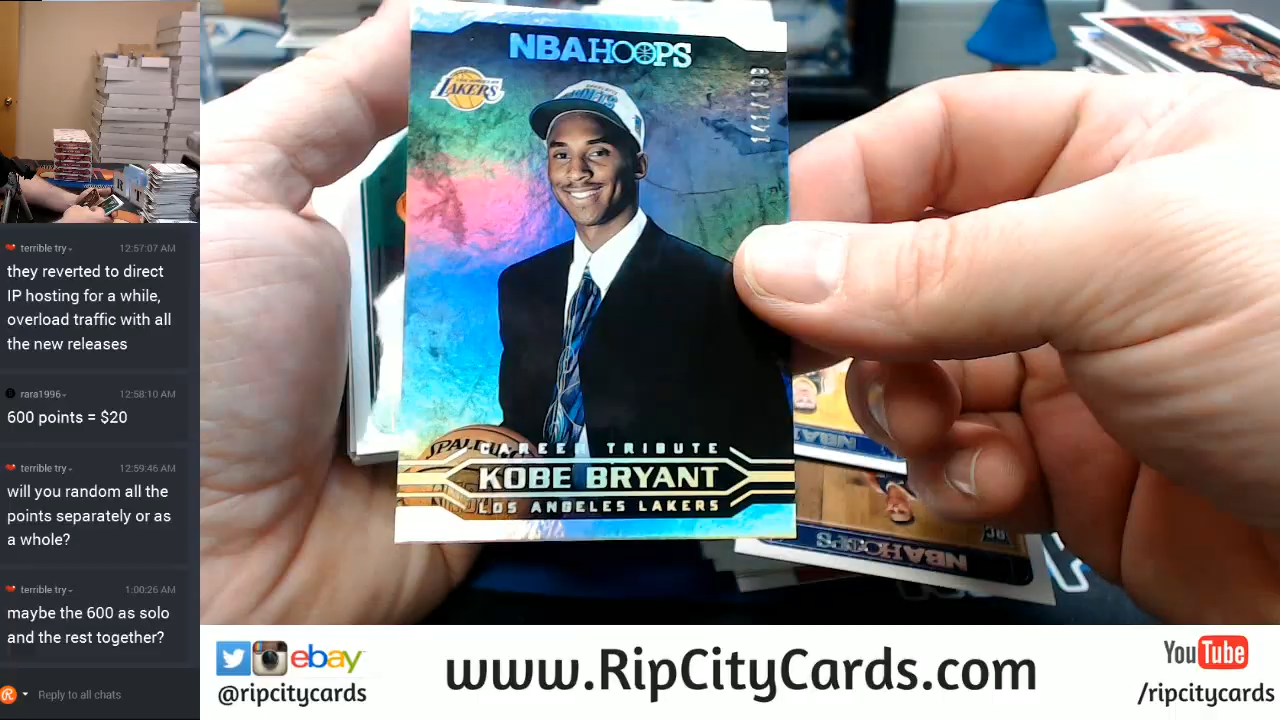 terrible try 12:57:07 AM
they reverted to direct
IP hosting for a while,
overload traffic with all
the new releases
rara1996 12:58:10 AM
600 points = $20
terrible try 12:59:46 AM
will you random all the
points separately or as
a whole?
terrible try 1:00:26 AM
maybe the 600 as solo
and the rest together?
Reply to all chats
NBA HOOPS
LAKERS
SPALDING
CAREER TRIBUTE
KOBE BRYANT
LOS ANGELES LAKERS
NBA HOOPS
RC
ebay
@ripcitycards
www.RipCityCards.com
YouTube
/ripcitycards